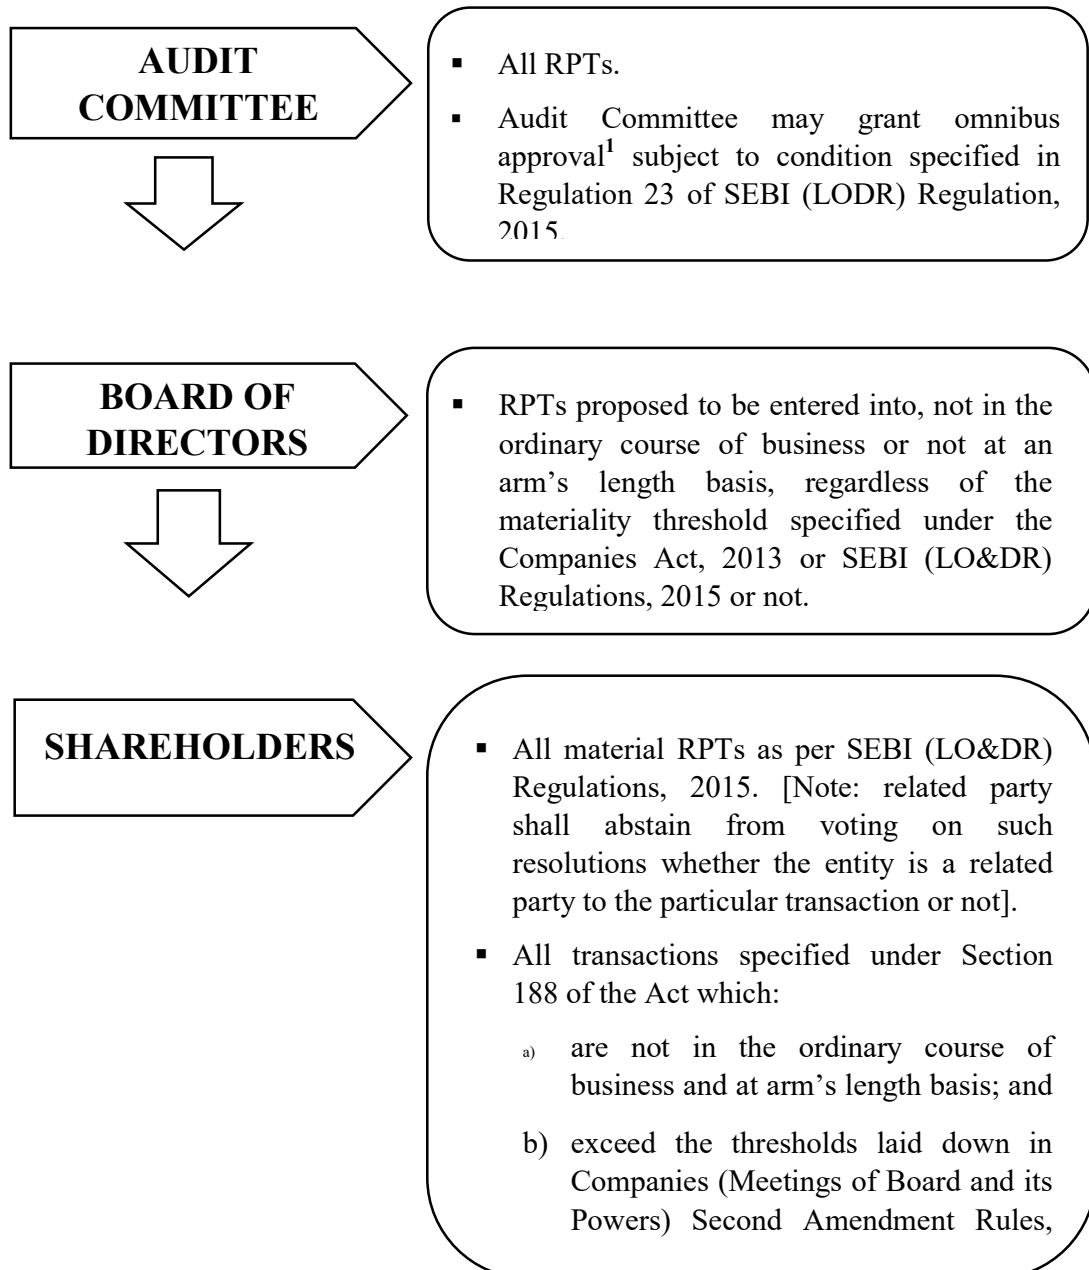 AUDIT
COMMITTEE
▪ All RPTs.
▪ Audit Committee may grant omnibus
approval¹ subject to condition specified in
Regulation 23 of SEBI (LODR) Regulation,
2015.
BOARD OF
DIRECTORS
▪ RPTs proposed to be entered into, not in the
ordinary course of business or not at an
arm’s length basis, regardless of the
materiality threshold specified under the
Companies Act, 2013 or SEBI (LO&DR)
Regulations, 2015 or not.
SHAREHOLDERS
▪ All material RPTs as per SEBI (LO&DR)
Regulations, 2015. [Note: related party
shall abstain from voting on such
resolutions whether the entity is a related
party to the particular transaction or not].
▪ All transactions specified under Section
188 of the Act which:
a) are not in the ordinary course of
business and at arm’s length basis; and
b) exceed the thresholds laid down in
Companies (Meetings of Board and its
Powers) Second Amendment Rules,